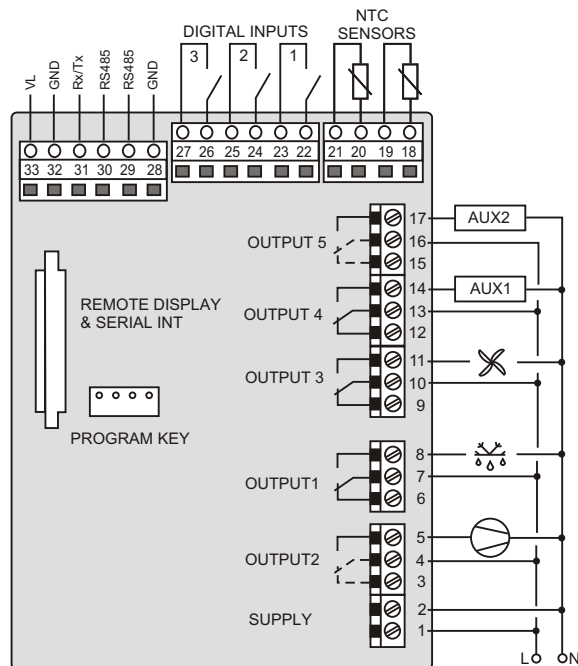 DIGITAL INPUTS
NTC
SENSORS
3 2 1
VL GND Rx/Tx RS485 RS485 GND
27 26 25 24 23 22 21 20 19 18
33 32 31 30 29 28
17 AUX2
OUTPUT 5 16
15
14 AUX1
REMOTE DISPLAY
& SERIAL INT
OUTPUT 4 13
12
11
OUTPUT 3 10
9
PROGRAM KEY
8
OUTPUT1 7
6
5
OUTPUT2 4
3
SUPPLY 2
1
L N